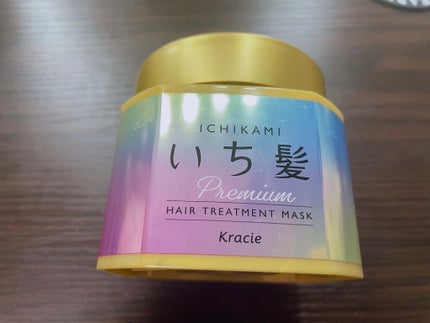 ICHIKAMI
いち髪
Premium
HAIR TREATMENT MASK
Kracie